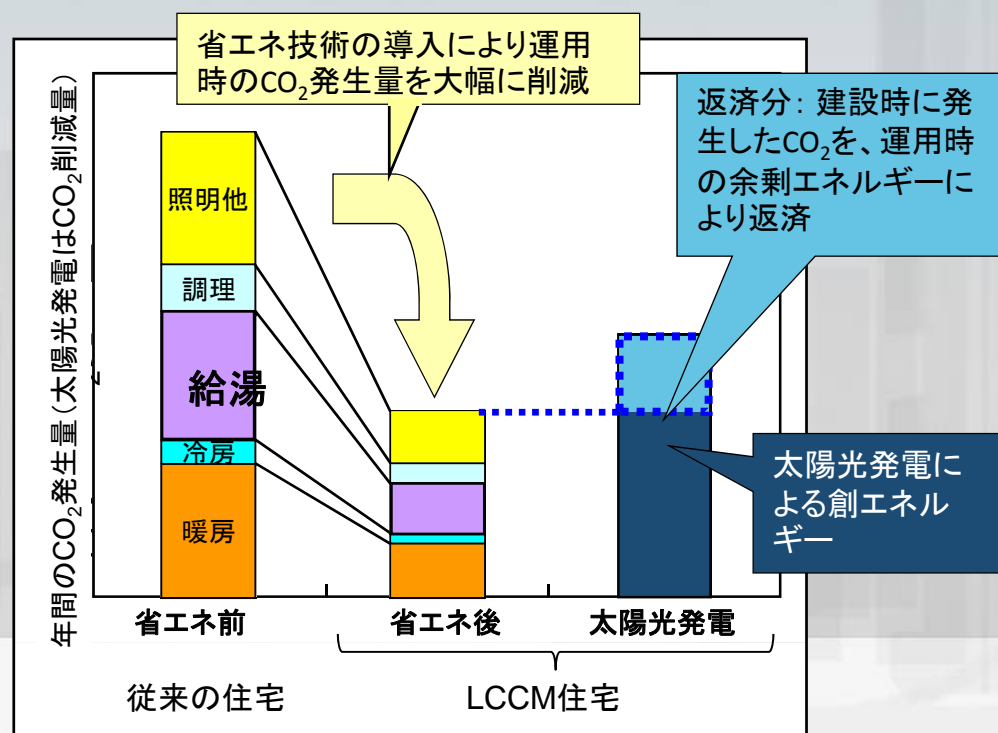 省エネ技術の導入により運用
時のCO₂発生量を大幅に削減
返済分：建設時に発
生したCO₂を、運用時
の余剰エネルギーに
より返済
年間のCO₂発生量(太陽光発電はCO₂削減量)
照明他
調理
給湯
冷房
暖房
太陽光発電に
よる創エネル
ギー
省エネ前
省エネ後
太陽光発電
従来の住宅
LCCM住宅